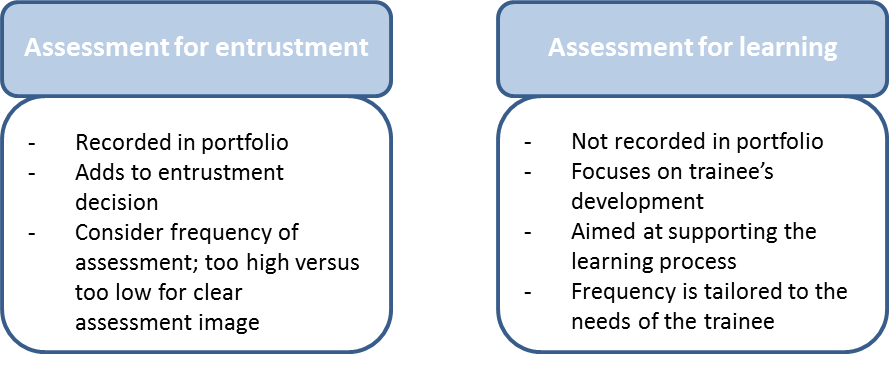 Assessment for entrustment
- Recorded in portfolio
- Adds to entrustment
decision
- Consider frequency of
assessment; too high versus
too low for clear
assessment image
Assessment for learning
- Not recorded in portfolio
- Focuses on trainee’s
development
- Aimed at supporting the
learning process
- Frequency is tailored to the
needs of the trainee